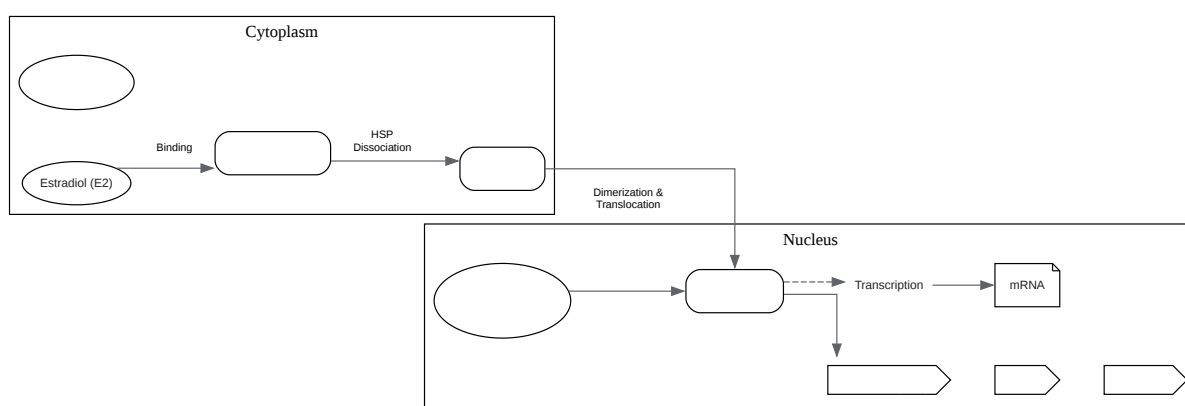 Cytoplasm
Estradiol (E2)
Binding
HSP
Dissociation
Dimerization &
Translocation
Nucleus
Transcription
mRNA